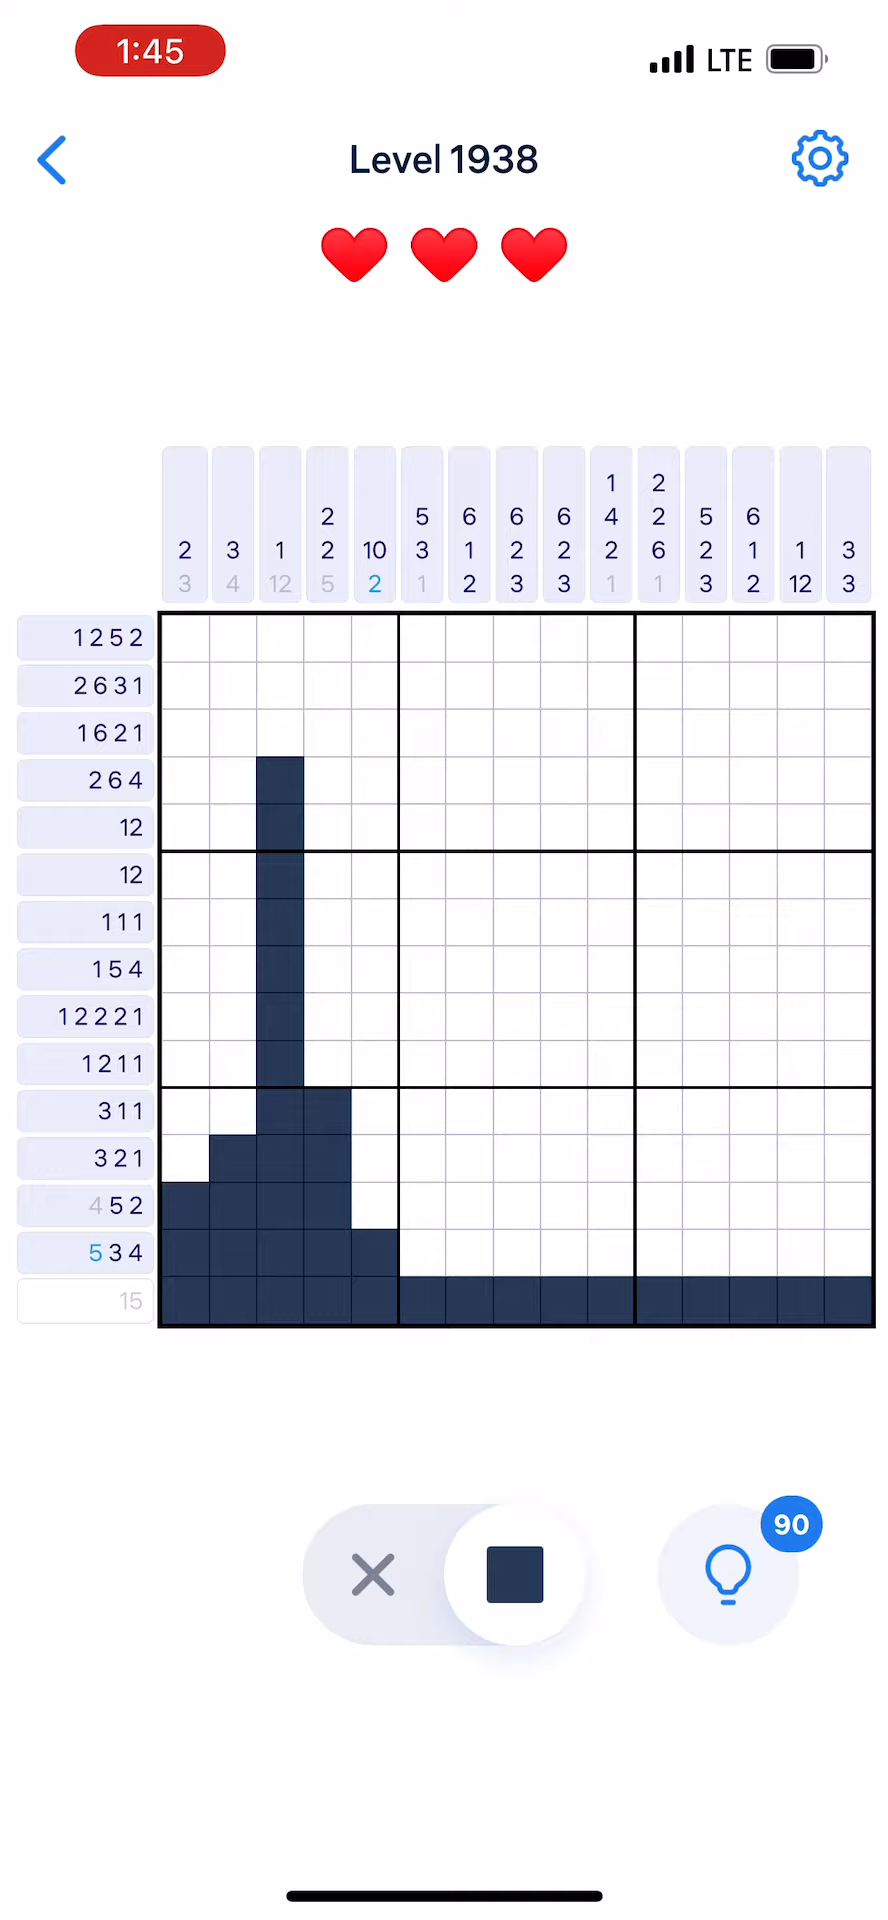 1:45
LTE
Level 1938
1 2
2 2 5 6 6 6 4 2 5 6
2 3 1 2 10 3 1 2 2 2 6 2 1 1 3
3 4 12 5 2 1 2 3 3 1 1 3 2 12 3
1 2 5 2
2 6 3 1
1 6 2 1
2 6 4
12
12
1 1 1
1 5 4
1 2 2 2 1
1 2 1 1
3 1 1
3 2 1
4 5 2
5 3 4
15
90